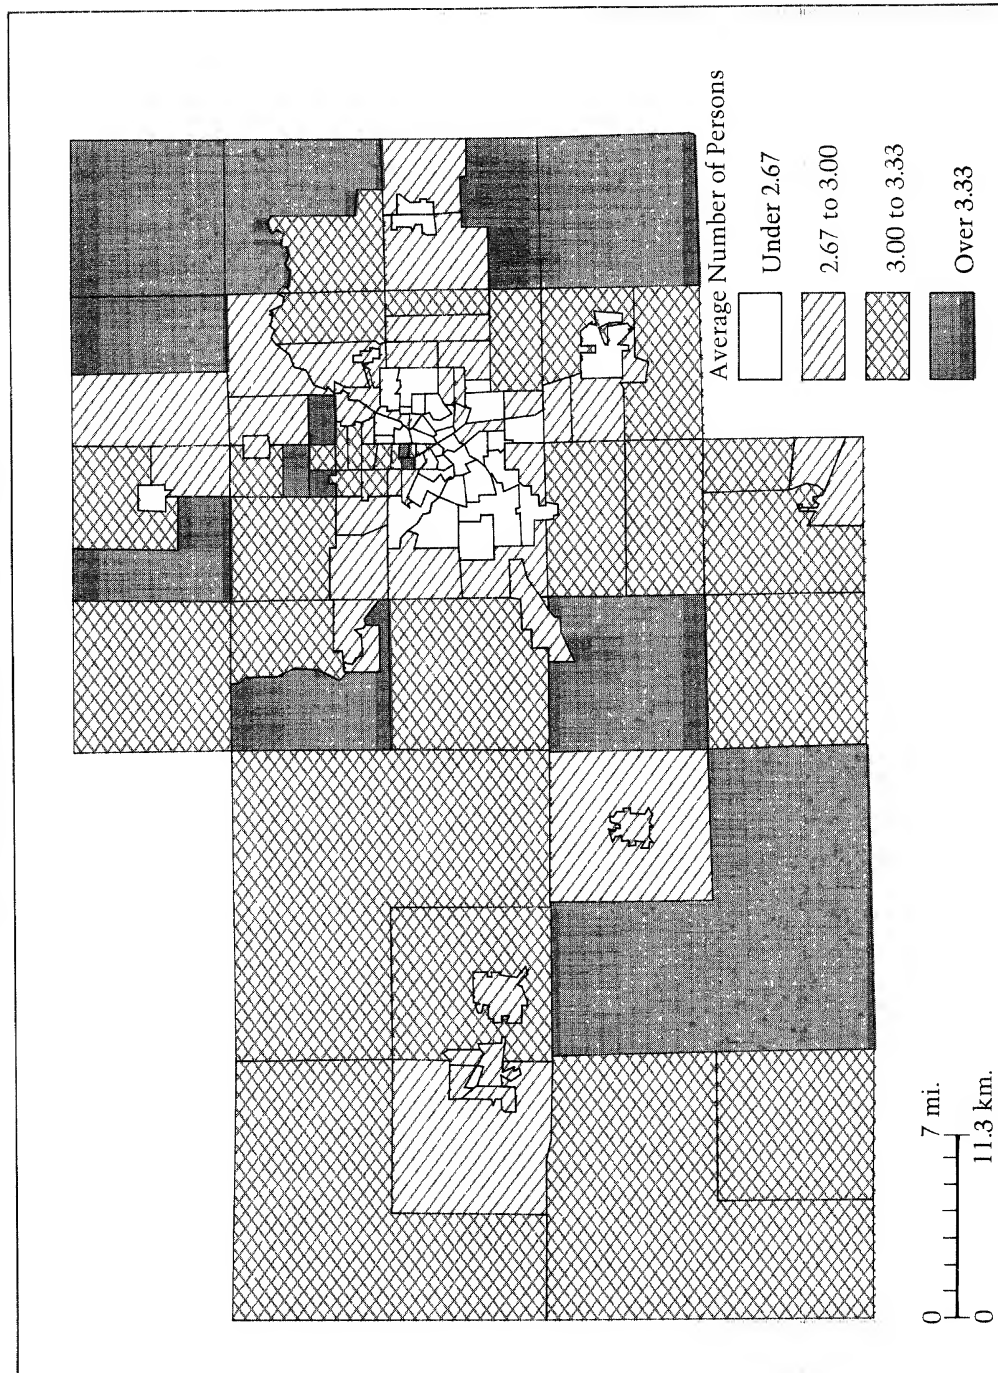 Average Number of Persons
Under 2.67
2.67 to 3.00
3.00 to 3.33
Over 3.33
0 7 mi.
0 11.3 km.